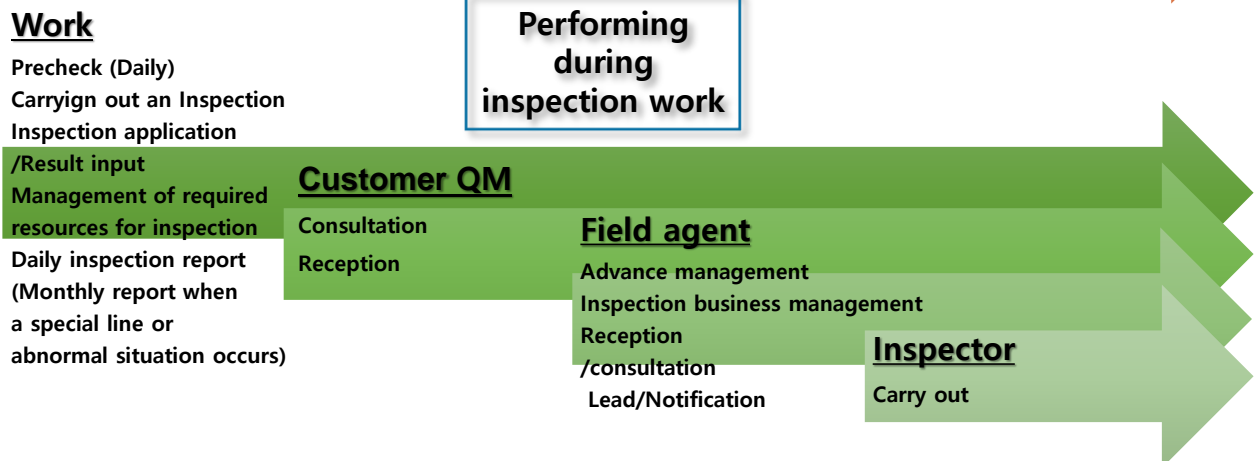 Work
Precheck (Daily)
Carryign out an Inspection
Inspection application
/Result input
Management of required
resources for inspection
Daily inspection report
(Monthly report when
a special line or
abnormal situation occurs)
Performing
during
inspection work
Customer QM
Consultation
Reception
Field agent
Advance management
Inspection business management
Reception
/consultation
Lead/Notification
Inspector
Carry out